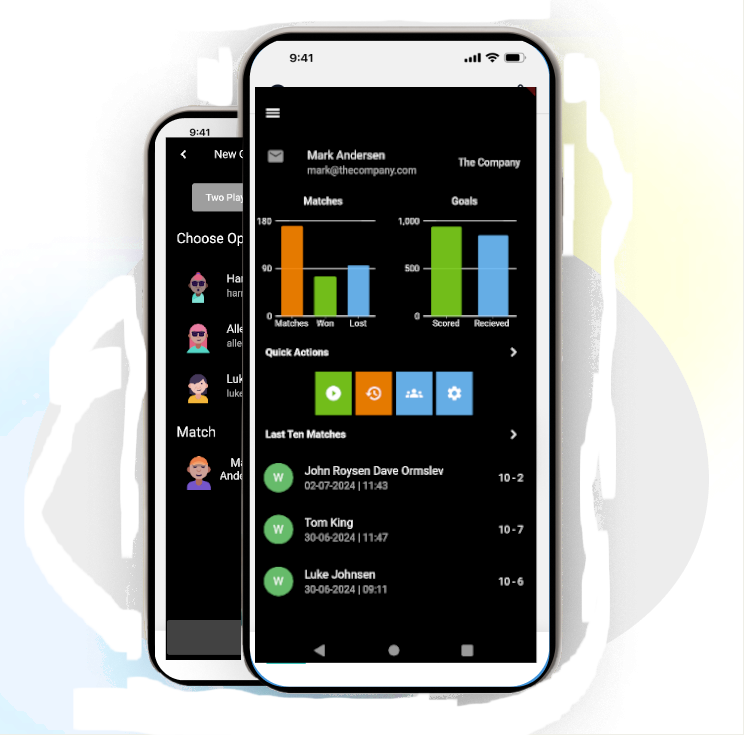 9:41
New
Two Play
Choose Op
Har
harr
Alle
alle
Luk
luke
Match
Ma
Ande
9:41
Mark Andersen
mark@thecompany.com
The Company
Matches
180
90
0
Matches Won Lost
Goals
1,000
500
0
Scored Recieved
Quick Actions
Last Ten Matches
W
John Roysen Dave Ormslev
02-07-2024 | 11:43
10 - 2
W
Tom King
30-06-2024 | 11:47
10 - 7
W
Luke Johnsen
30-06-2024 | 09:11
10 - 6